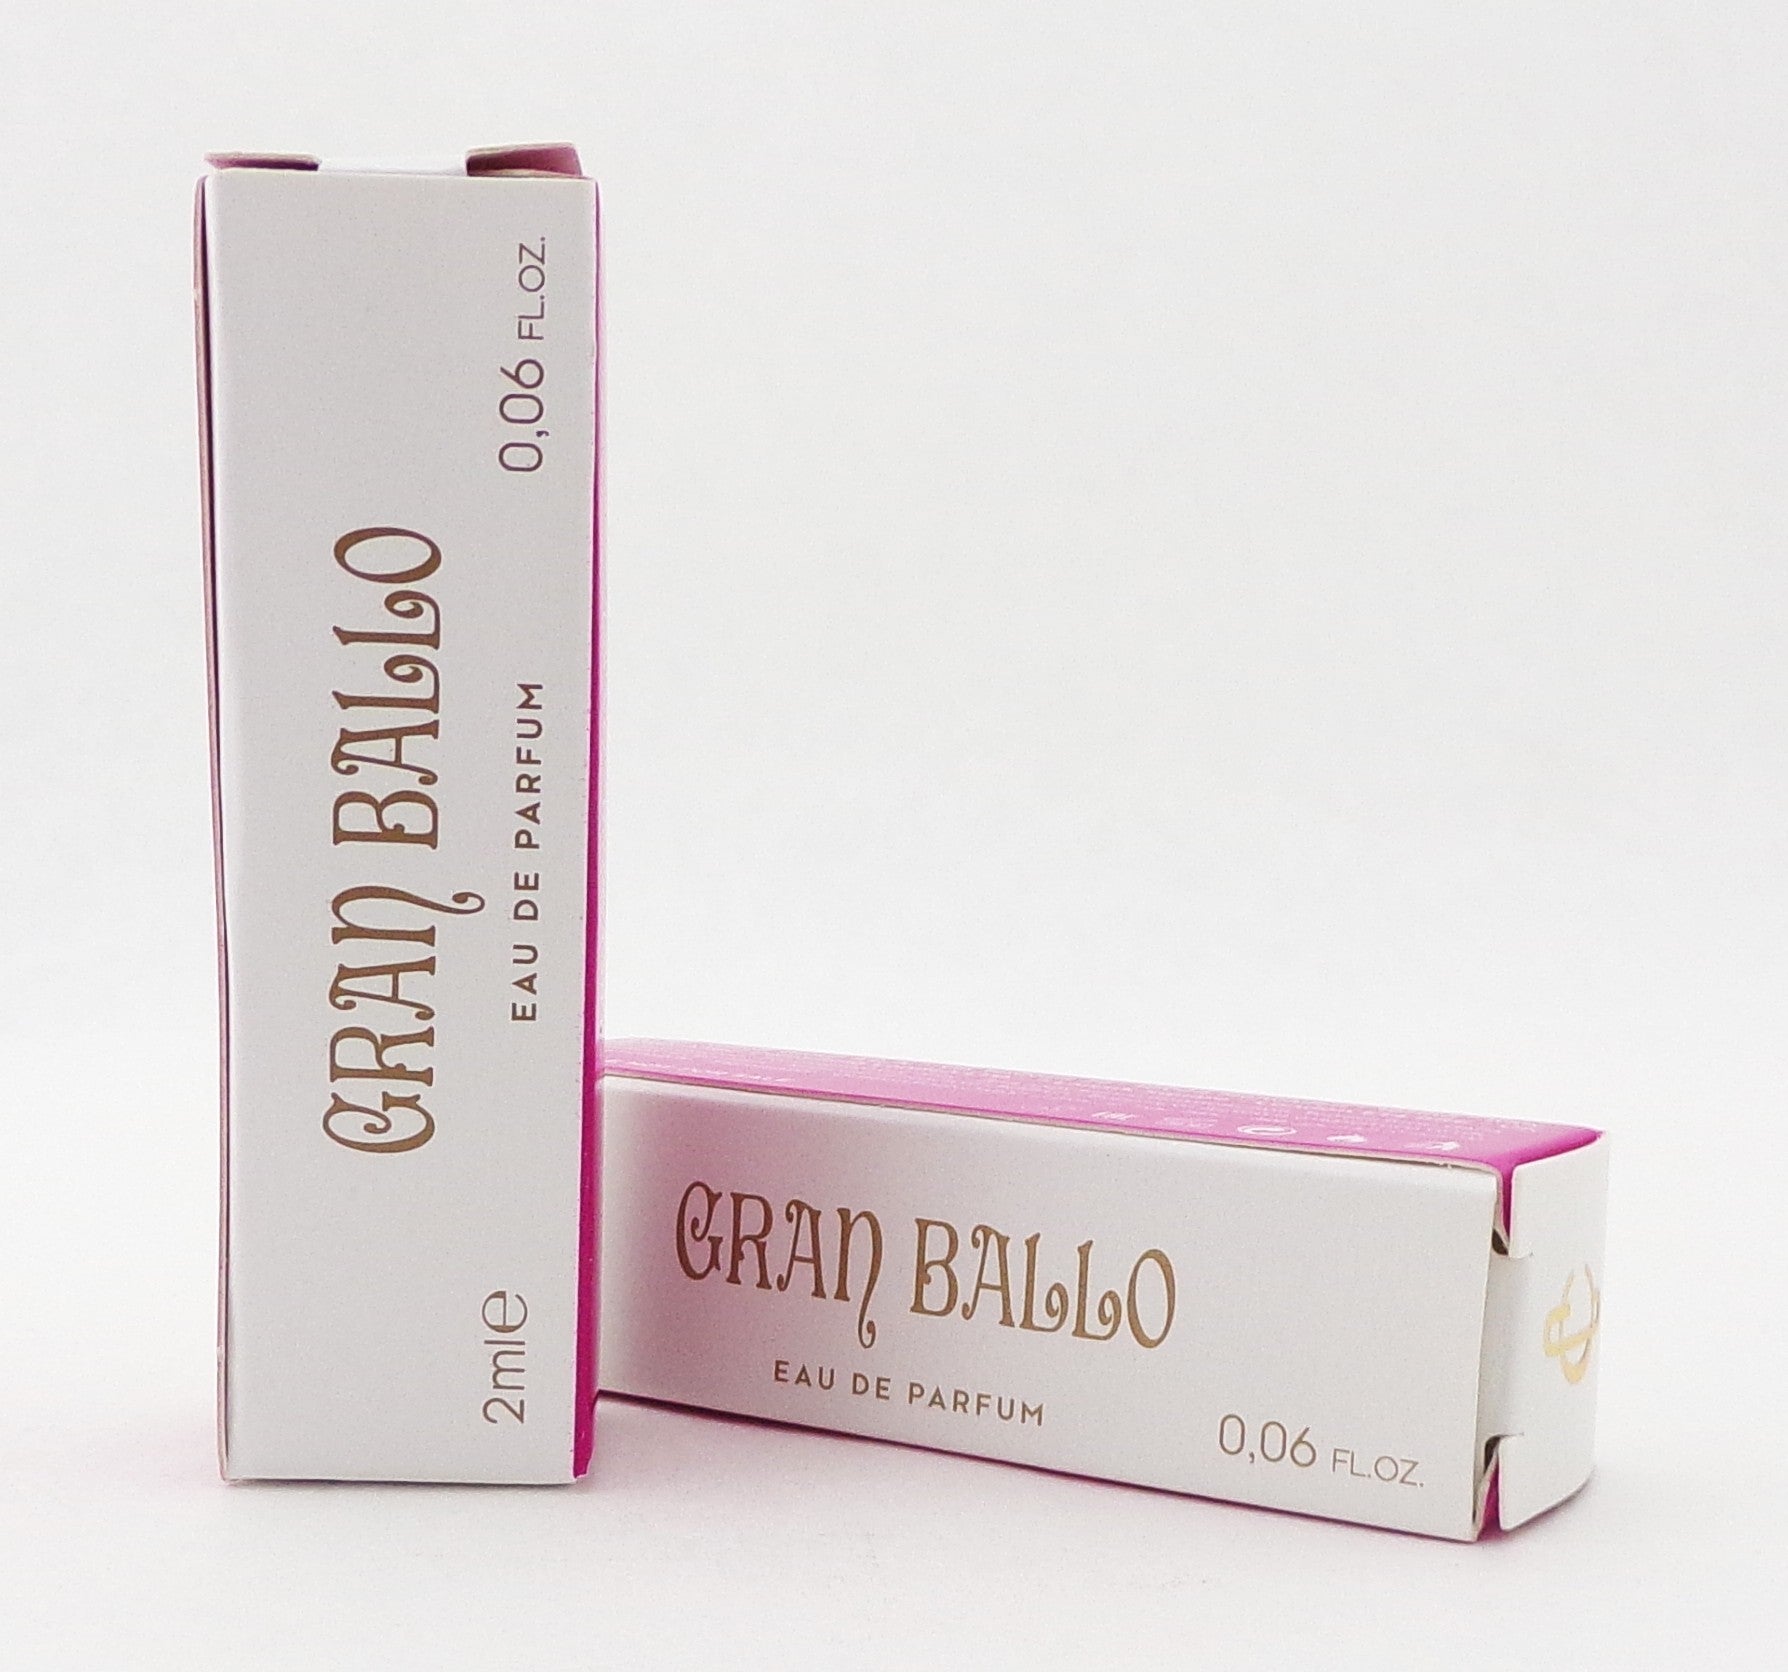 GRAN BALLO
EAU DE PARFUM
2ml℮ 0,06 FL.OZ.
GRAN BALLO
EAU DE PARFUM
0,06 FL.OZ.